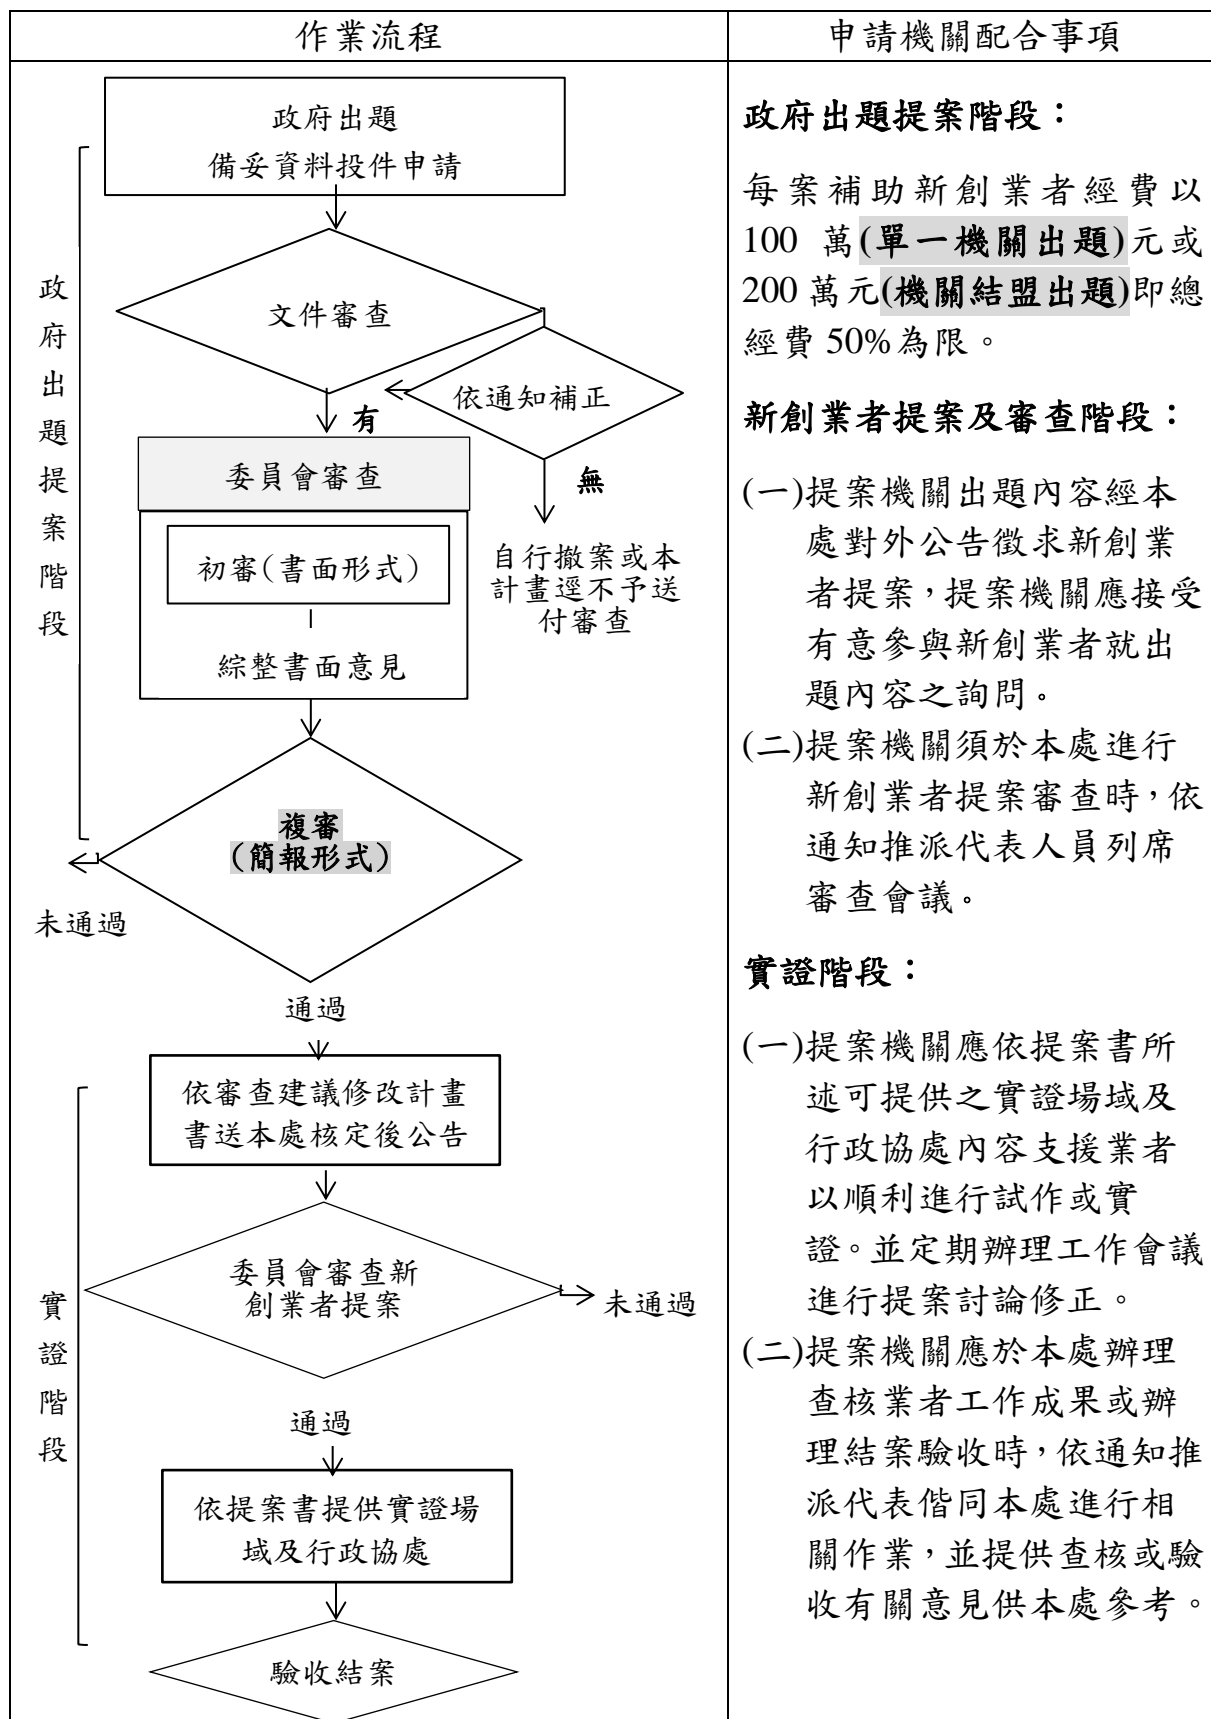 作業流程
申請機關配合事項
政府出題
備妥資料投件申請
政府出題提案階段
文件審查
依通知補正
有
無
委員會審查
初審(書面形式)
綜整書面意見
自行撤案或本
計畫逕不予送
付審查
複審
(簡報形式)
未通過
通過
實證階段
依審查建議修改計畫
書送本處核定後公告
委員會審查新
創業者提案
未通過
通過
依提案書提供實證場
域及行政協處
驗收結案
政府出題提案階段：
每案補助新創業者經費以
100 萬(單一機關出題)元或
200 萬元(機關結盟出題)即總
經費 50%為限。
新創業者提案及審查階段：
(一)提案機關出題內容經本
處對外公告徵求新創業
者提案，提案機關應接受
有意參與新創業者就出
題內容之詢問。
(二)提案機關須於本處進行
新創業者提案審查時，依
通知推派代表人員列席
審查會議。
實證階段：
(一)提案機關應依提案書所
述可提供之實證場域及
行政協處內容支援業者
以順利進行試作或實
證。並定期辦理工作會議
進行提案討論修正。
(二)提案機關應於本處辦理
查核業者工作成果或辦
理結案驗收時，依通知推
派代表偕同本處進行相
關作業，並提供查核或驗
收有關意見供本處參考。